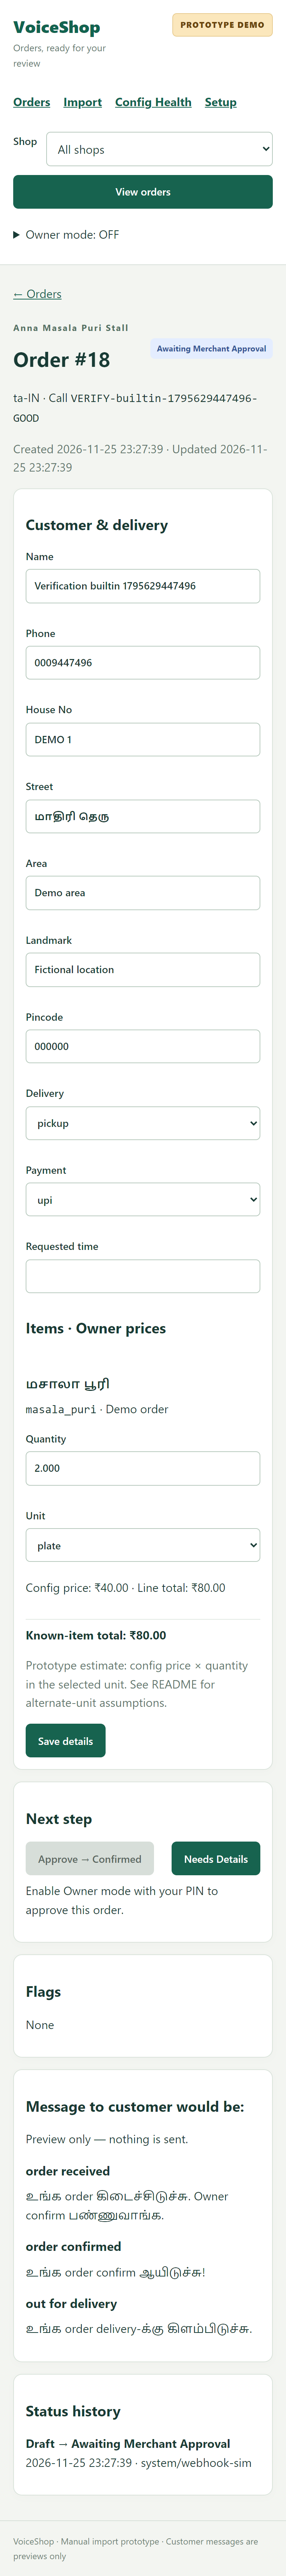 VoiceShop
PROTOTYPE DEMO
Orders, ready for your
review
Orders Import Config Health Setup
Shop
All shops
View orders
▶ Owner mode: OFF
← Orders
Anna Masala Puri Stall
Order #18
Awaiting Merchant Approval
ta-IN · Call VERIFY-builtin-1795629447496-
GOOD
Created 2026-11-25 23:27:39 · Updated 2026-11-
25 23:27:39
Customer & delivery
Name
Verification builtin 1795629447496
Phone
0009447496
House No
DEMO 1
Street
மாதிரி தெரு
Area
Demo area
Landmark
Fictional location
Pincode
000000
Delivery
pickup
Payment
upi
Requested time
Items · Owner prices
மசாலா பூரி
masala_puri · Demo order
Quantity
2.000
Unit
plate
Config price: ₹40.00 · Line total: ₹80.00
Known-item total: ₹80.00
Prototype estimate: config price × quantity
in the selected unit. See README for
alternate-unit assumptions.
Save details
Next step
Approve → Confirmed
Needs Details
Enable Owner mode with your PIN to
approve this order.
Flags
None
Message to customer would be:
Preview only — nothing is sent.
order received
உங்க order கிடைச்சிடுச்சு. Owner
confirm பண்ணுவாங்க.
order confirmed
உங்க order confirm ஆயிடுச்சு!
out for delivery
உங்க order delivery-க்கு கிளம்பிடுச்சு.
Status history
Draft → Awaiting Merchant Approval
2026-11-25 23:27:39 · system/webhook-sim
VoiceShop · Manual import prototype · Customer messages are
previews only